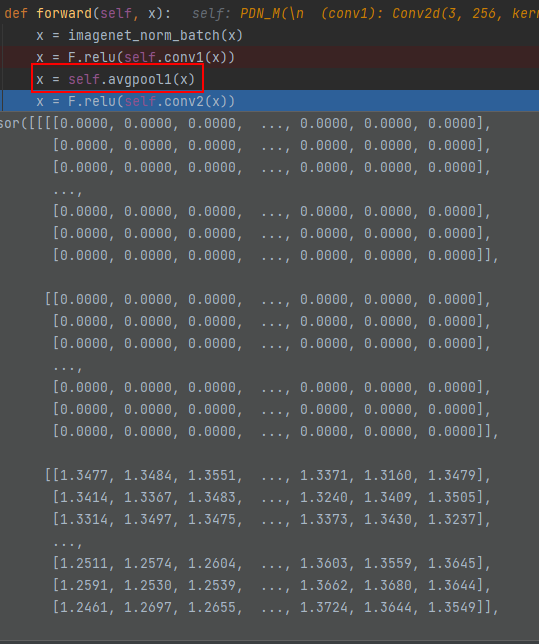 def forward(self, x):   self: PDN_M(\n  (conv1): Conv2d(3, 256, ker
x = imagenet_norm_batch(x)
x = F.relu(self.conv1(x))
x = self.avgpool1(x)
x = F.relu(self.conv2(x))
sor([[[[0.0000, 0.0000, 0.0000,  ..., 0.0000, 0.0000, 0.0000],
[0.0000, 0.0000, 0.0000,  ..., 0.0000, 0.0000, 0.0000],
[0.0000, 0.0000, 0.0000,  ..., 0.0000, 0.0000, 0.0000],
...,
[0.0000, 0.0000, 0.0000,  ..., 0.0000, 0.0000, 0.0000],
[0.0000, 0.0000, 0.0000,  ..., 0.0000, 0.0000, 0.0000],
[0.0000, 0.0000, 0.0000,  ..., 0.0000, 0.0000, 0.0000]],
[[0.0000, 0.0000, 0.0000,  ..., 0.0000, 0.0000, 0.0000],
[0.0000, 0.0000, 0.0000,  ..., 0.0000, 0.0000, 0.0000],
[0.0000, 0.0000, 0.0000,  ..., 0.0000, 0.0000, 0.0000],
...,
[0.0000, 0.0000, 0.0000,  ..., 0.0000, 0.0000, 0.0000],
[0.0000, 0.0000, 0.0000,  ..., 0.0000, 0.0000, 0.0000],
[0.0000, 0.0000, 0.0000,  ..., 0.0000, 0.0000, 0.0000]],
[[1.3477, 1.3484, 1.3551,  ..., 1.3371, 1.3160, 1.3479],
[1.3414, 1.3367, 1.3483,  ..., 1.3240, 1.3409, 1.3505],
[1.3314, 1.3497, 1.3475,  ..., 1.3373, 1.3430, 1.3237],
...,
[1.2511, 1.2574, 1.2604,  ..., 1.3603, 1.3559, 1.3645],
[1.2591, 1.2530, 1.2539,  ..., 1.3662, 1.3680, 1.3644],
[1.2461, 1.2697, 1.2655,  ..., 1.3724, 1.3644, 1.3549]],